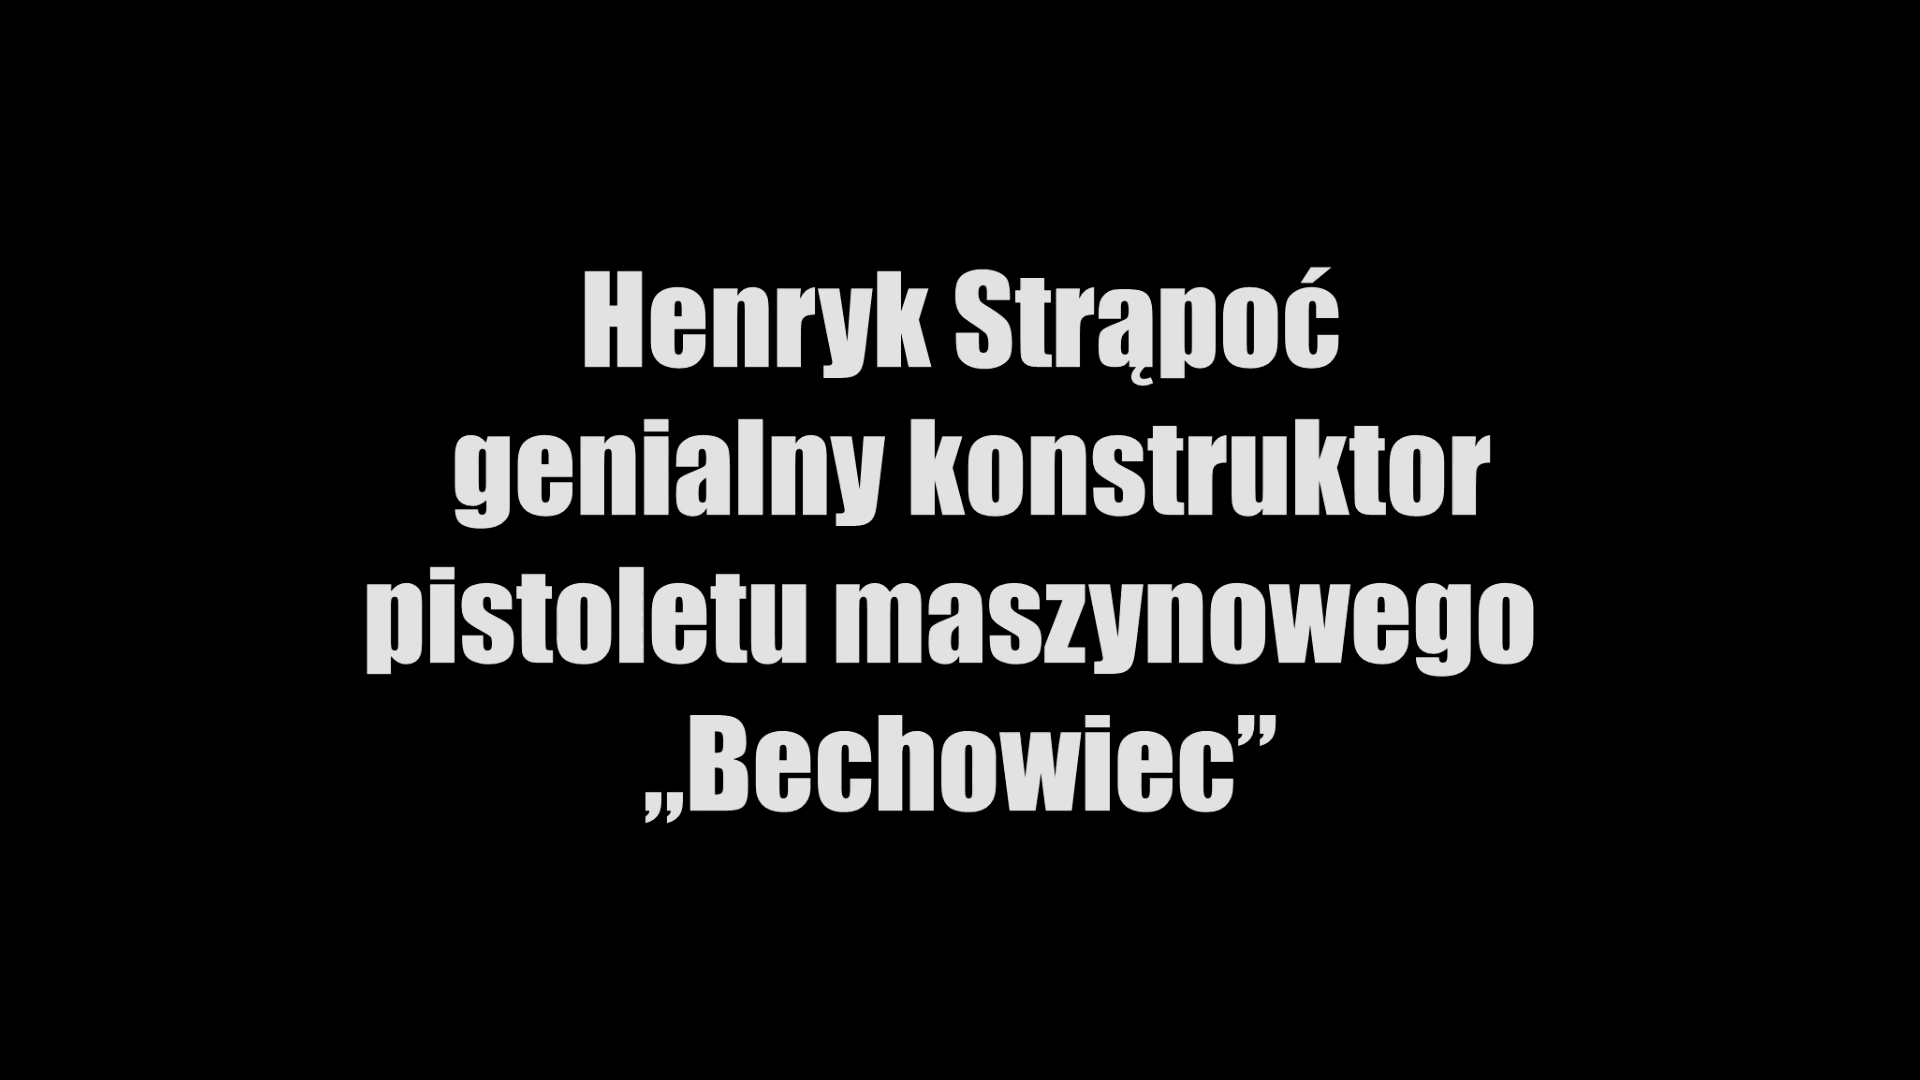 Henryk Strąpoć
genialny konstruktor
pistoletu maszynowego
„Bechowiec”